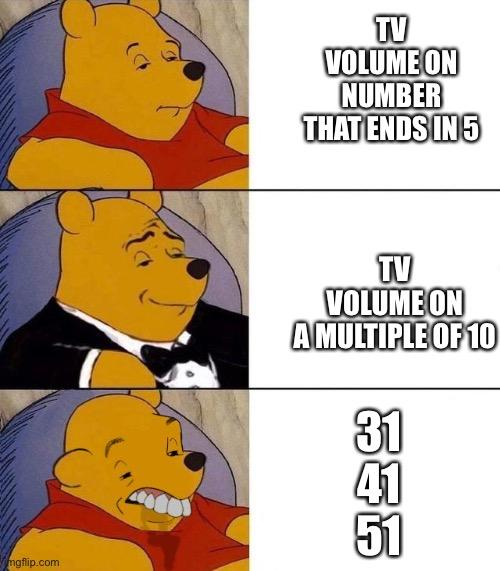 TV
VOLUME ON
NUMBER
THAT ENDS IN 5
TV
VOLUME ON
A MULTIPLE OF 10
31
41
51
imgflip.com